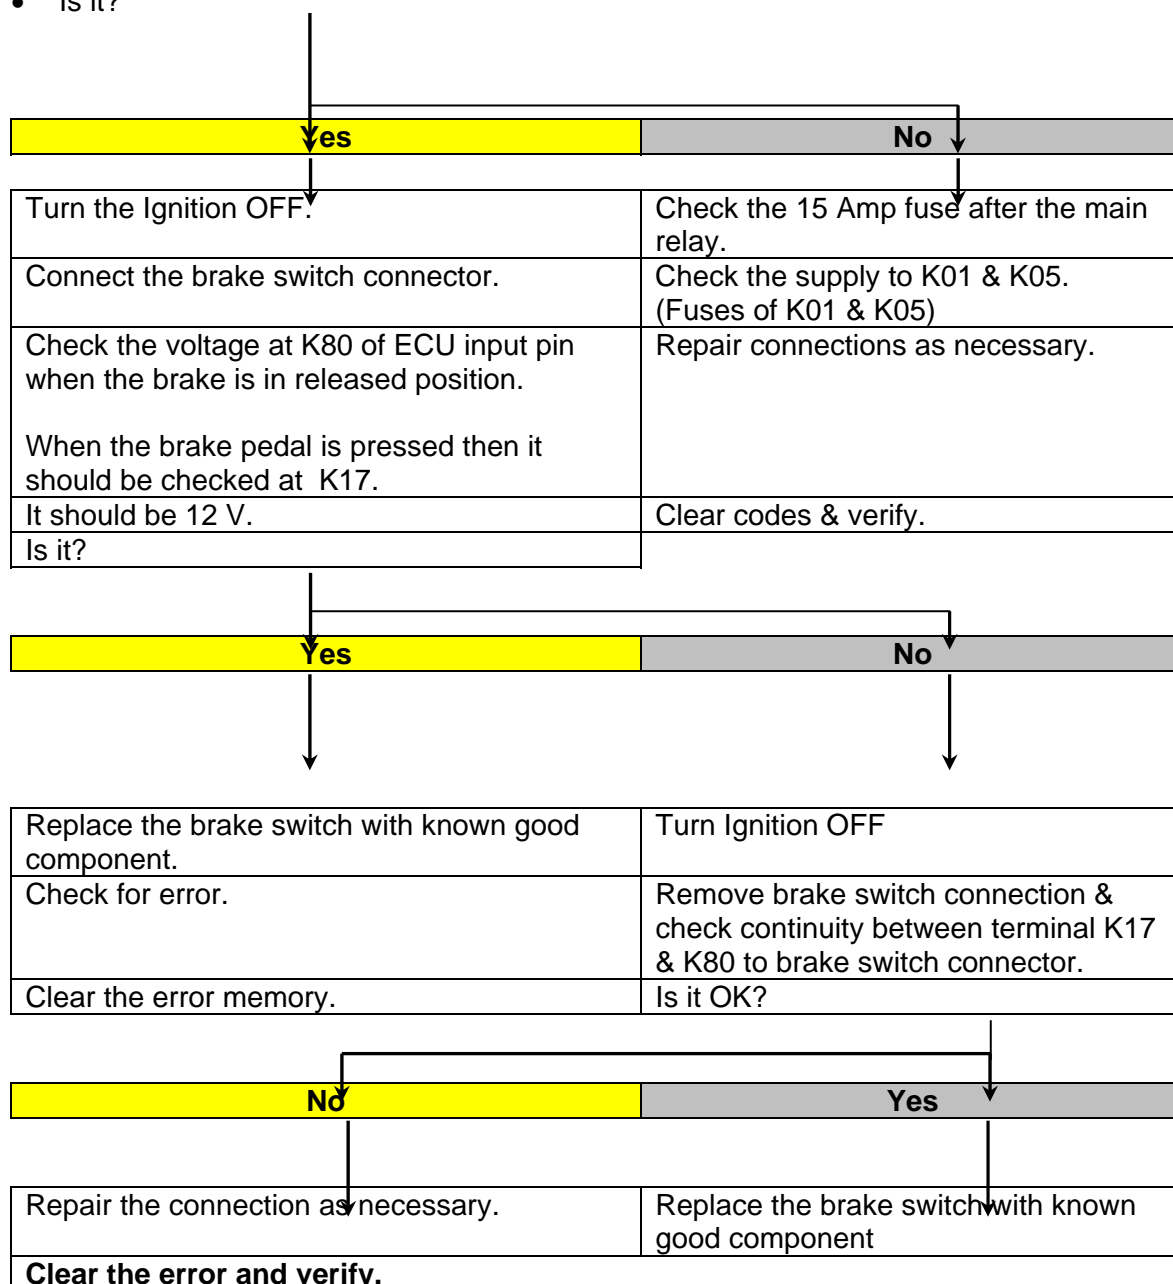 • Is it?
Yes
No
Turn the Ignition OFF.
Check the 15 Amp fuse after the main
relay.
Connect the brake switch connector.
Check the supply to K01 & K05.
(Fuses of K01 & K05)
Check the voltage at K80 of ECU input pin
when the brake is in released position.
When the brake pedal is pressed then it
should be checked at K17.
Repair connections as necessary.
It should be 12 V.
Clear codes & verify.
Is it?
Yes
No
Replace the brake switch with known good
component.
Turn Ignition OFF
Check for error.
Remove brake switch connection &
check continuity between terminal K17
& K80 to brake switch connector.
Clear the error memory.
Is it OK?
No
Yes
Repair the connection as necessary.
Replace the brake switch with known
good component
Clear the error and verify.